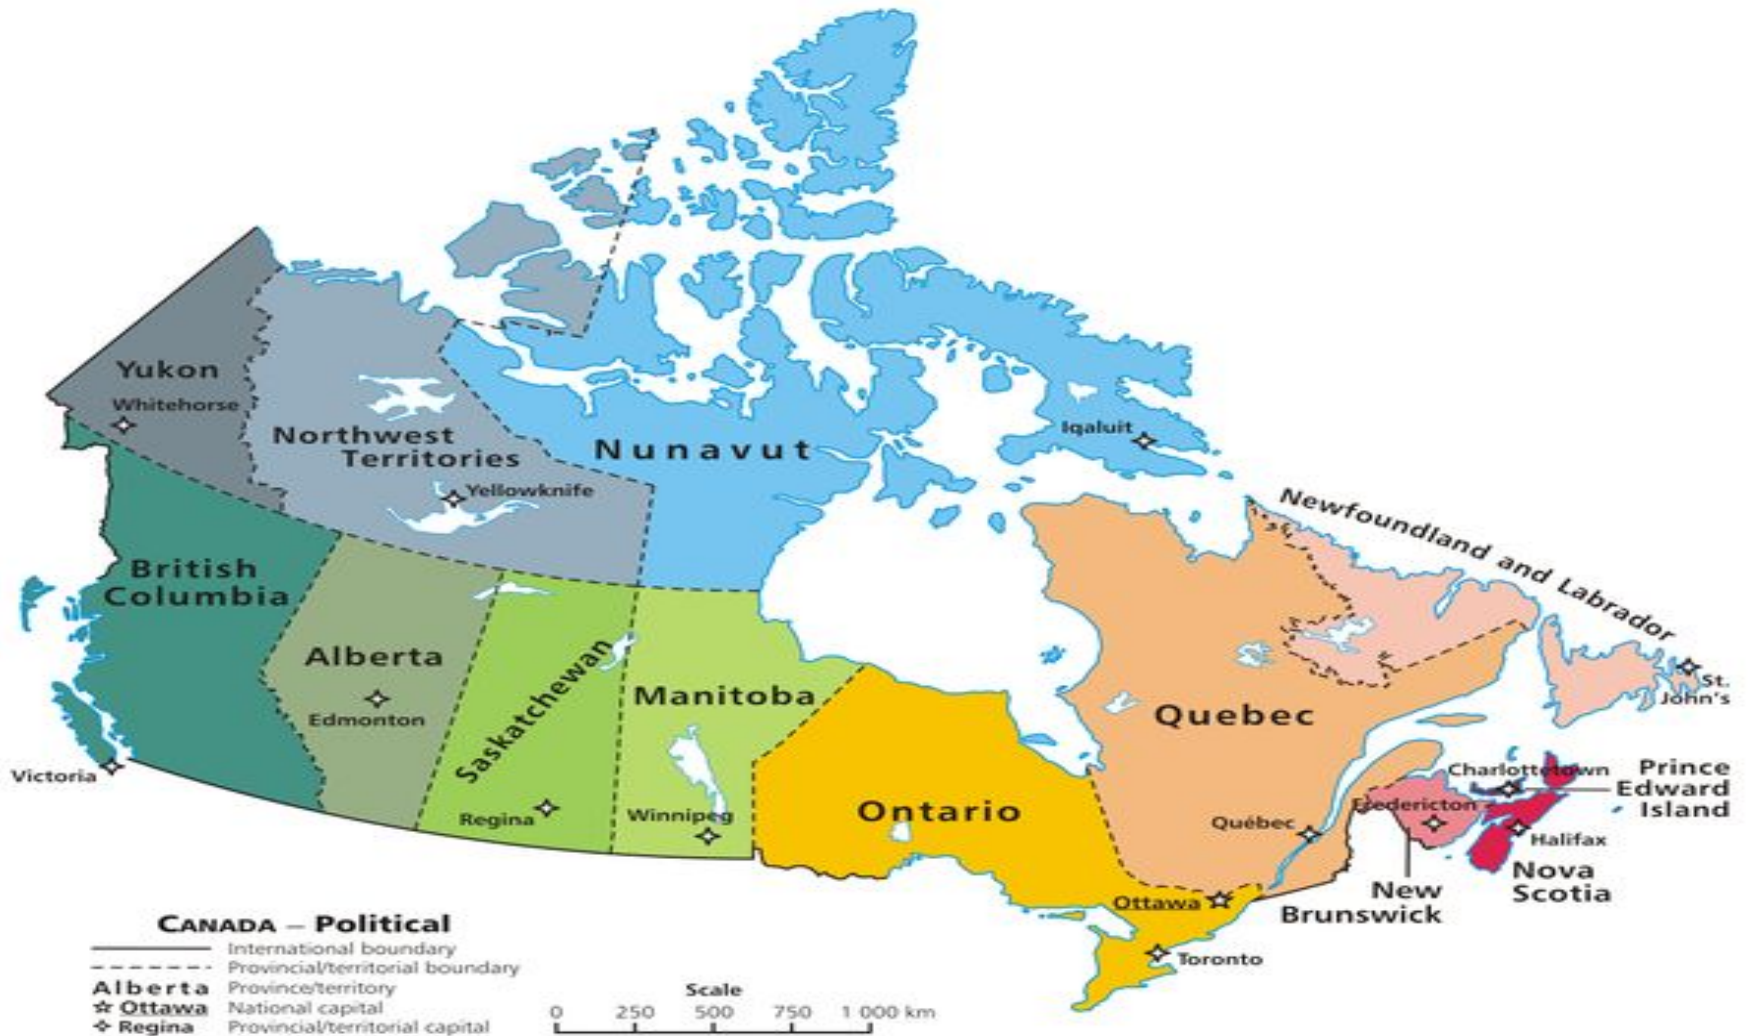 Yukon
Whitehorse
Northwest
Territories
Yellowknife
Nunavut
Iqaluit
Newfoundland and Labrador
St.
John's
British
Columbia
Victoria
Alberta
Edmonton
Saskatchewan
Regina
Manitoba
Winnipeg
Ontario
Ottawa
Toronto
Quebec
Québec
Charlottetown
Prince
Edward
Island
Fredericton
Halifax
Nova
Scotia
New
Brunswick
CANADA – Political
International boundary
Provincial/territorial boundary
Alberta Province/territory
Ottawa National capital
Regina Provincial/territorial capital
Scale
0 250 500 750 1 000 km